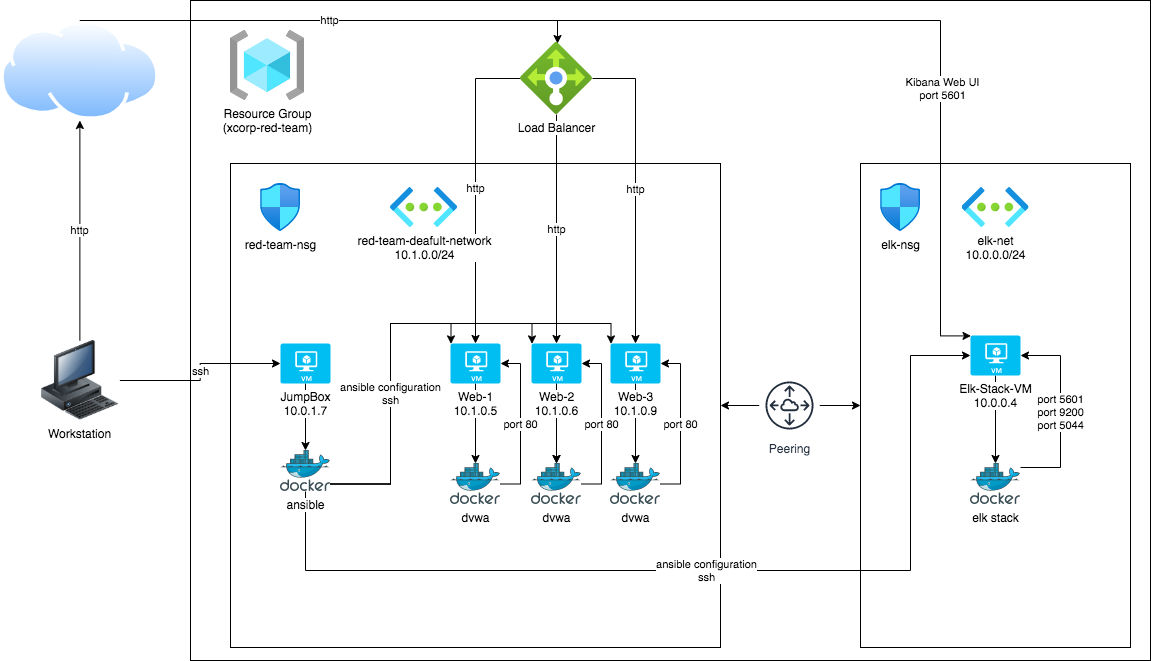 http
Resource Group
(xcorp-red-team)
Load Balancer
Kibana Web UI
port 5601
http
http
http
http
red-team-nsg
red-team-deafult-network
10.1.0.0/24
elk-nsg
elk-net
10.0.0.0/24
ssh
Workstation
VM
JumpBox
10.0.1.7
ansible configuration
ssh
VM
Web-1
10.1.0.5
port 80
VM
Web-2
10.1.0.6
port 80
VM
Web-3
10.1.0.9
port 80
Peering
VM
Elk-Stack-VM
10.0.0.4
port 5601
port 9200
port 5044
docker
ansible
docker
dvwa
docker
dvwa
docker
dvwa
docker
elk stack
ansible configuration
ssh